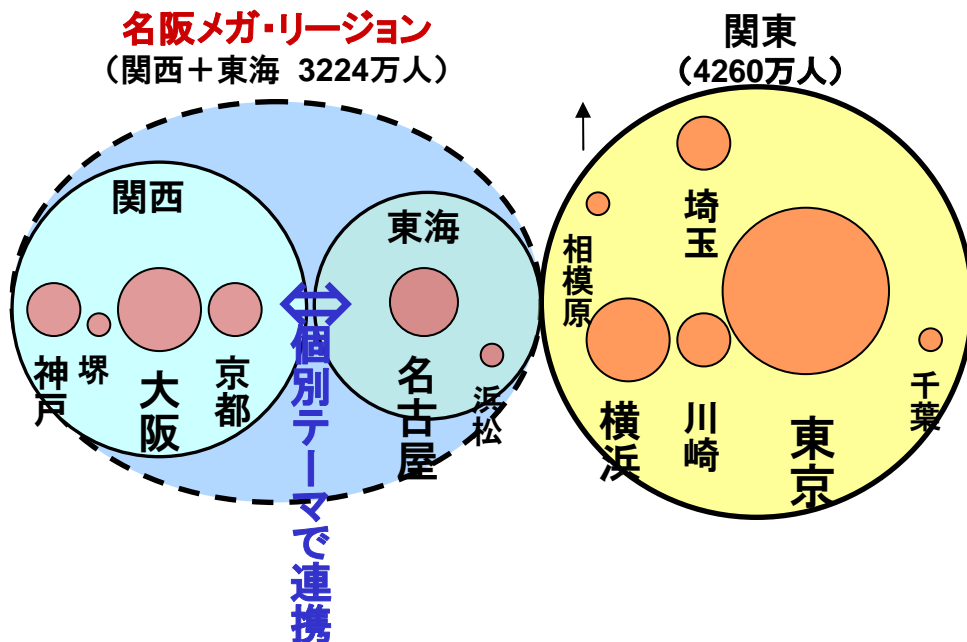 名阪メガ・リージョン
（関西＋東海 3224万人）
関東
（4260万人）
関西
東海
神戸
堺
大阪
京都
個別テーマで連携
名古屋
浜松
相模原
埼玉
横浜
川崎
東京
千葉